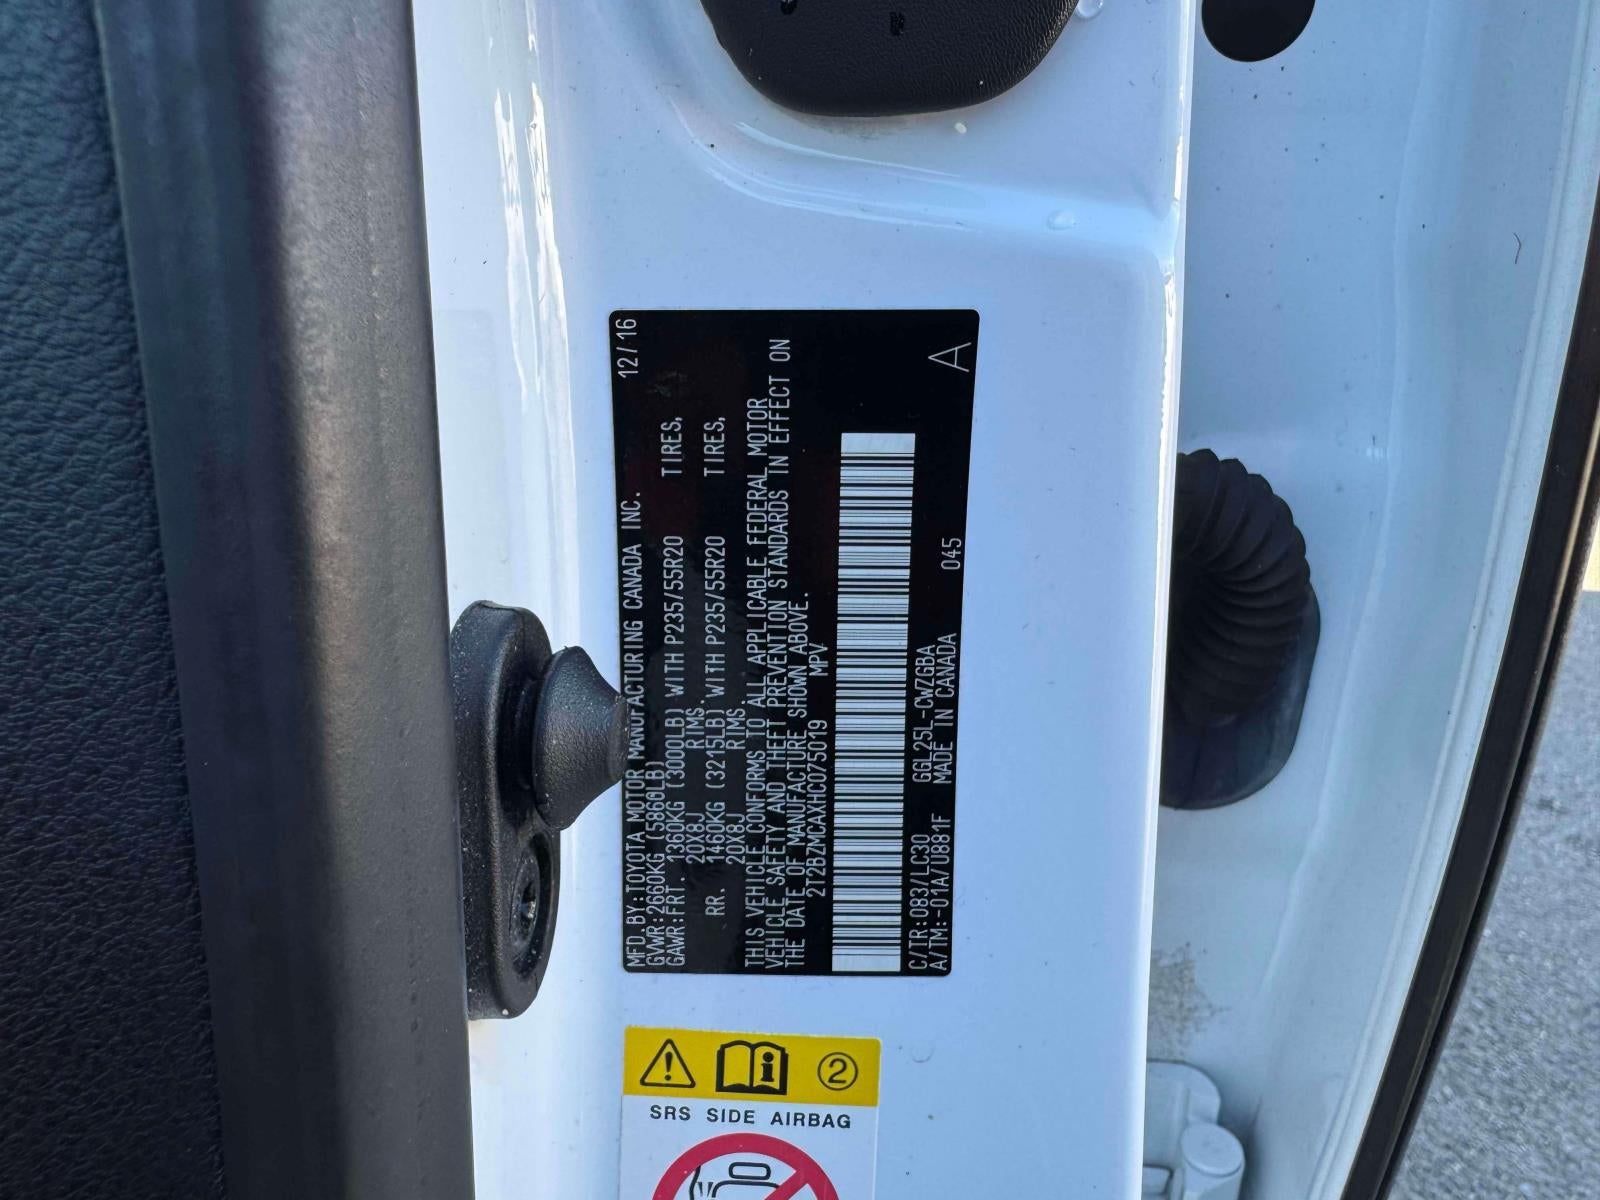 MFD.BY:TOYOTA MOTOR MANUFACTURING CANADA INC. 12/16
GVWR:2660KG (5860LB)
GAWR:FRT. 1360KG (3000LB) WITH P235/55R20 TIRES,
20X8J RIMS
RR. 1460KG (3215LB) WITH P235/55R20 TIRES,
20X8J RIMS.
THIS VEHICLE CONFORMS TO ALL APPLICABLE FEDERAL MOTOR
VEHICLE SAFETY AND THEFT PREVENTION STANDARDS IN EFFECT ON
THE DATE OF MANUFACTURE SHOWN ABOVE.
2T2BZMCAXHC075019 MPV
C/TR:083/LC30 GGL25L-CWZGBA
A/TM:-01A/U881F MADE IN CANADA 045 A
2
SRS SIDE AIRBAG